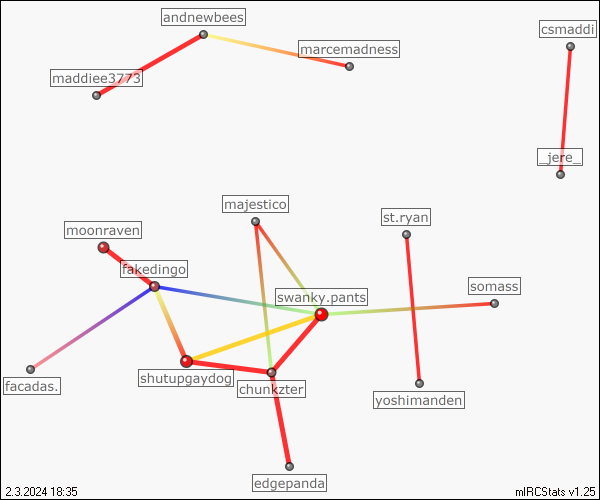 andnewbees
csmaddi
marcemadness
maddiee3773
_jere_
majestico
st.ryan
moonraven
fakedingo
somass
swanky.pants
shutupgaydog
facadas.
chunkzter
yoshimanden
edgepanda
2.3.2024 18:35
mIRCStats v1.25